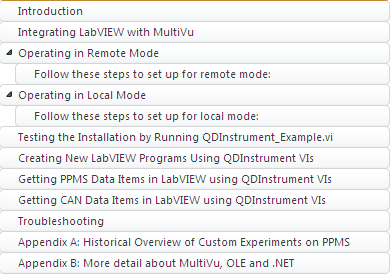 Introduction
Integrating LabVIEW with MultiVu
Operating in Remote Mode
Follow these steps to set up for remote mode:
Operating in Local Mode
Follow these steps to set up for local mode:
Testing the Installation by Running QDInstrument_Example.vi
Creating New LabVIEW Programs Using QDInstrument VIs
Getting PPMS Data Items in LabVIEW using QDInstrument VIs
Getting CAN Data Items in LabVIEW using QDInstrument VIs
Troubleshooting
Appendix A: Historical Overview of Custom Experiments on PPMS
Appendix B: More detail about MultiVu, OLE and .NET